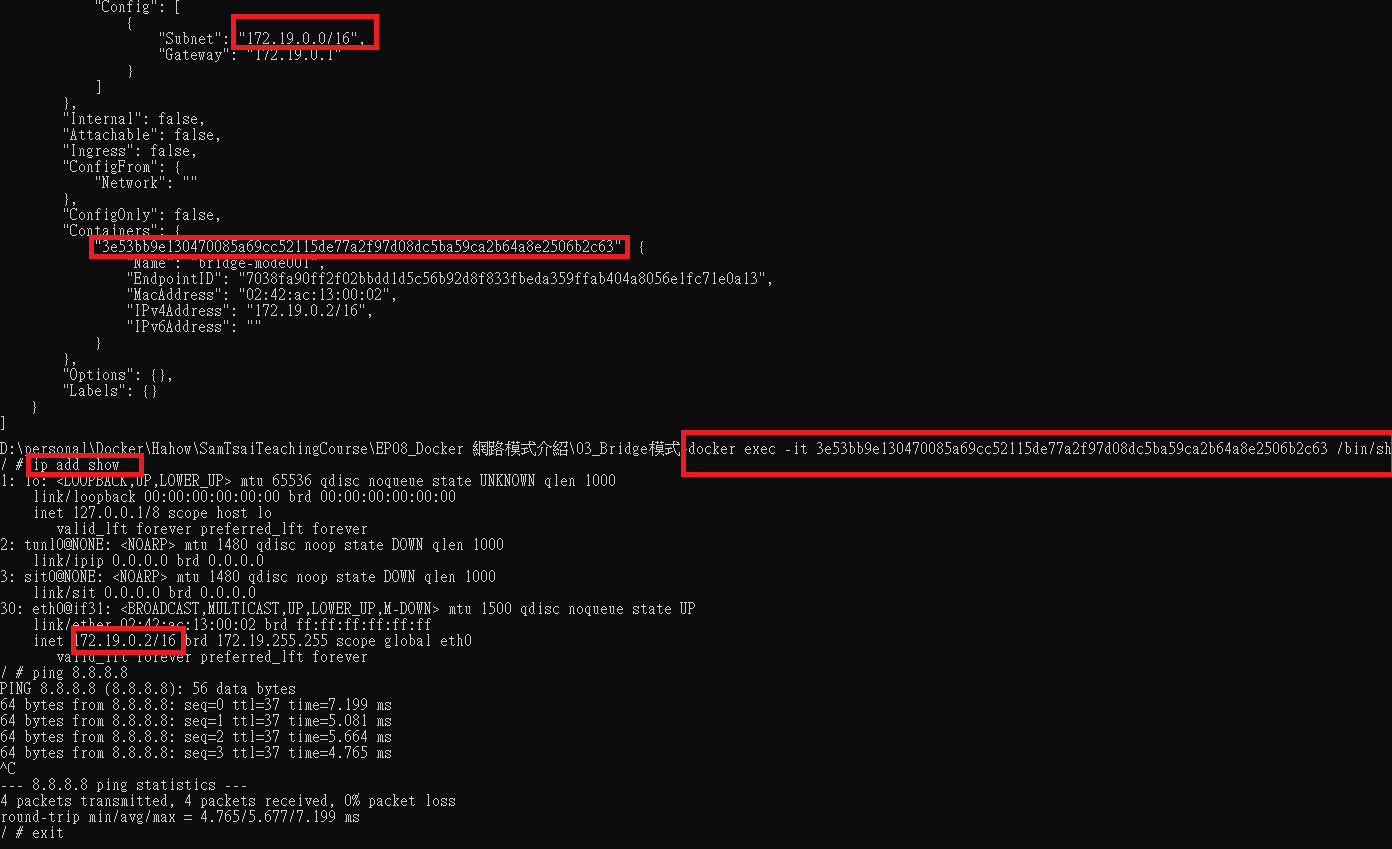 "Config": [
{
"Subnet": "172.19.0.0/16",
"Gateway": "172.19.0.1"
}
]
},
"Internal": false,
"Attachable": false,
"Ingress": false,
"ConfigFrom": {
"Network": ""
},
"ConfigOnly": false,
"Containers": {
"3e53bb9e130470085a69cc52115de77a2f97d08dc5ba59ca2b64a8e2506b2c63" {
"Name": "bridge-mode001",
"EndpointID": "7038fa90ff2f02bbdd1d5c56b92d8f833fbeda359ffab404a8056e1fc71e0a13",
"MacAddress": "02:42:ac:13:00:02",
"IPv4Address": "172.19.0.2/16",
"IPv6Address": ""
}
},
"Options": {},
"Labels": {}
}
]
D:\personal\Docker\Hahow\SamTsaiTeachingCourse\EP08_Docker 網路模式介紹\03_Bridge模式>docker exec -it 3e53bb9e130470085a69cc52115de77a2f97d08dc5ba59ca2b64a8e2506b2c63 /bin/sh
/ # ip add show
1: lo: <LOOPBACK,UP,LOWER_UP> mtu 65536 qdisc noqueue state UNKNOWN qlen 1000
link/loopback 00:00:00:00:00:00 brd 00:00:00:00:00:00
inet 127.0.0.1/8 scope host lo
valid_lft forever preferred_lft forever
2: tunl0@NONE: <NOARP> mtu 1480 qdisc noop state DOWN qlen 1000
link/ipip 0.0.0.0 brd 0.0.0.0
3: sit0@NONE: <NOARP> mtu 1480 qdisc noop state DOWN qlen 1000
link/sit 0.0.0.0 brd 0.0.0.0
30: eth0@if31: <BROADCAST,MULTICAST,UP,LOWER_UP,M-DOWN> mtu 1500 qdisc noqueue state UP
link/ether 02:42:ac:13:00:02 brd ff:ff:ff:ff:ff:ff
inet 172.19.0.2/16 brd 172.19.255.255 scope global eth0
valid_lft forever preferred_lft forever
/ # ping 8.8.8.8
PING 8.8.8.8 (8.8.8.8): 56 data bytes
64 bytes from 8.8.8.8: seq=0 ttl=37 time=7.199 ms
64 bytes from 8.8.8.8: seq=1 ttl=37 time=5.081 ms
64 bytes from 8.8.8.8: seq=2 ttl=37 time=5.664 ms
64 bytes from 8.8.8.8: seq=3 ttl=37 time=4.765 ms
^C
--- 8.8.8.8 ping statistics ---
4 packets transmitted, 4 packets received, 0% packet loss
round-trip min/avg/max = 4.765/5.677/7.199 ms
/ # exit